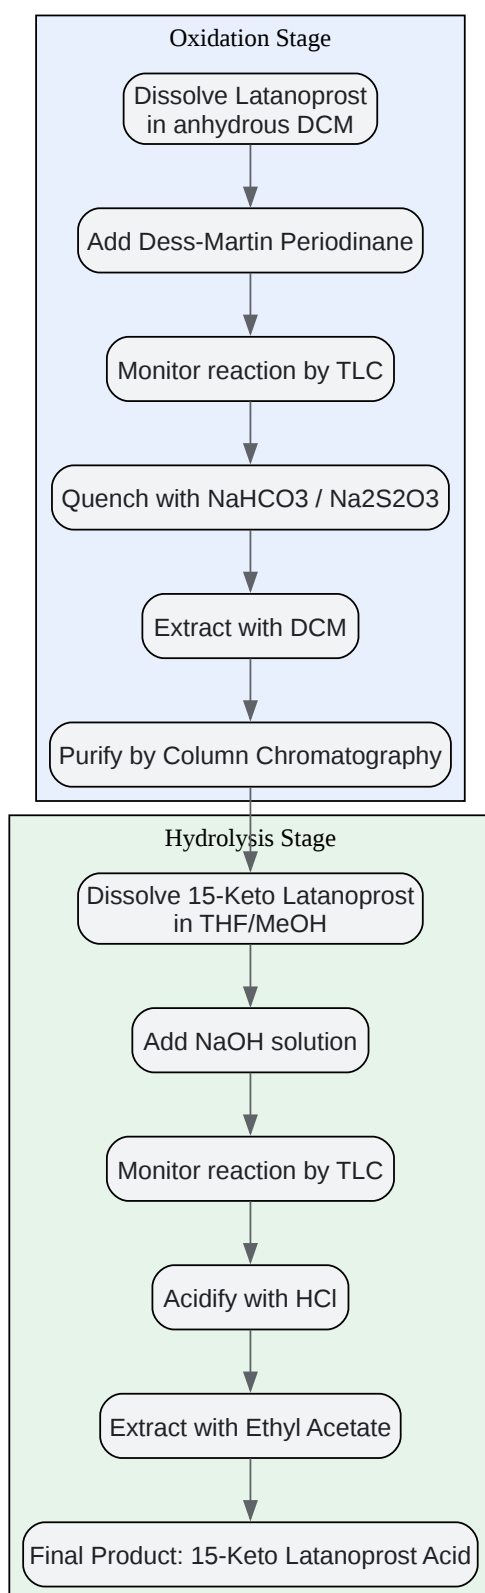 Oxidation Stage
Dissolve Latanoprost
in anhydrous DCM
Add Dess-Martin Periodinane
Monitor reaction by TLC
Quench with NaHCO3 / Na2S2O3
Extract with DCM
Purify by Column Chromatography
Hydrolysis Stage
Dissolve 15-Keto Latanoprost
in THF/MeOH
Add NaOH solution
Monitor reaction by TLC
Acidify with HCl
Extract with Ethyl Acetate
Final Product: 15-Keto Latanoprost Acid